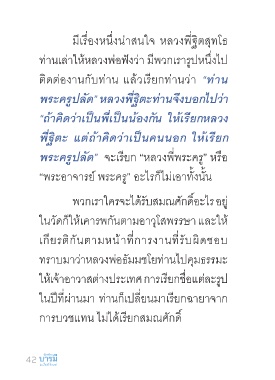 มีเรื่องหนึ่งน่าสนใจ หลวงพี่ฐิตสุทฺโธ
ท่านเล่าให้หลวงพ่อฟังว่า มีพวกเรารูปหนึ่งไป
ติดต่องานกับท่าน แล้วเรียกท่านว่า “ท่าน
พระครูปลัด” หลวงพี่ฐิตะท่านจึงบอกไปว่า
“ถ้าคิดว่าเป็นพี่เป็นน้องกัน ให้เรียกหลวง
พี่ฐิตะ แต่ถ้าคิดว่าเป็นคนนอก ให้เรียก
พระครูปลัด” จะเรียก “หลวงพี่พระครู” หรือ
“พระอาจารย์ พระครู” อะไรก็ไม่เอาทั้งนั้น
พวกเราใครจะได้รับสมณศักดิ์อะไร อยู่
ในวัดก็ให้เคารพกันตามอาวุโสพรรษา และให้
เกียรติกันตามหน้าที่การงานที่รับผิดชอบ
ทราบมาว่าหลวงพ่อธัมมชโยท่านไปคุมธรรมะ
ให้เจ้าอาวาสต่างประเทศ การเรียกชื่อแต่ละรูป
ในปีที่ผ่านมา ท่านก็เปลี่ยนมาเรียกฉายาจาก
การบวชแทน ไม่ได้เรียกสมณศักดิ์
42 บารมี